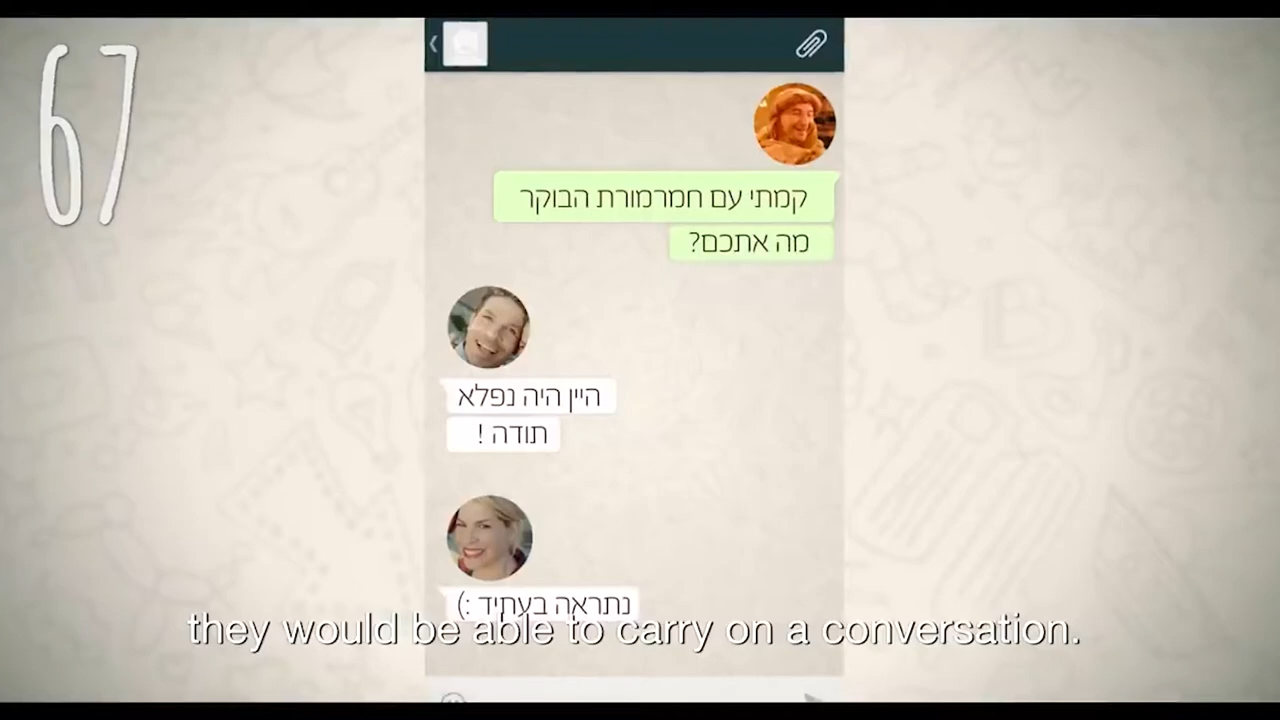 67
קמתי עם חמרמורת הבוקר
מה אתכם?
היין היה נפלא
תודה !
נתראה בעתיד :)
they would be able to carry on a conversation.